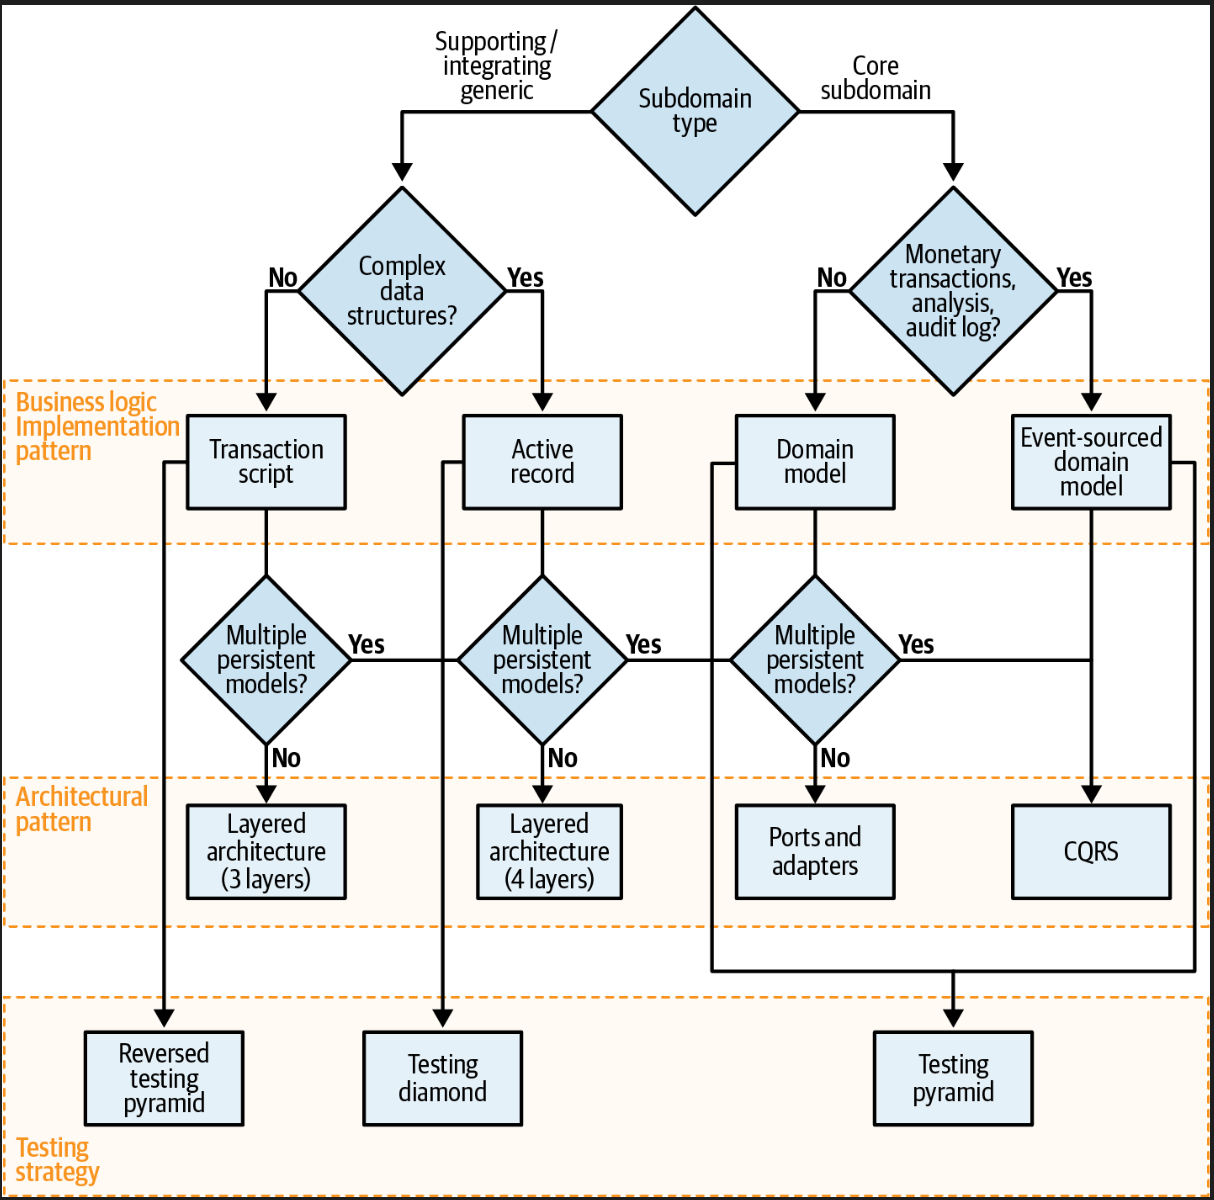 Supporting/
integrating
generic
Subdomain
type
Core
subdomain
Complex
data
structures?
No
Yes
Monetary
transactions,
analysis,
audit log?
No
Yes
Business logic
Implementation
pattern
Transaction
script
Active
record
Domain
model
Event-sourced
domain
model
Multiple
persistent
models?
Yes
No
Multiple
persistent
models?
Yes
No
Multiple
persistent
models?
Yes
No
Architectural
pattern
Layered
architecture
(3 layers)
Layered
architecture
(4 layers)
Ports and
adapters
CQRS
Reversed
testing
pyramid
Testing
diamond
Testing
pyramid
Testing
strategy